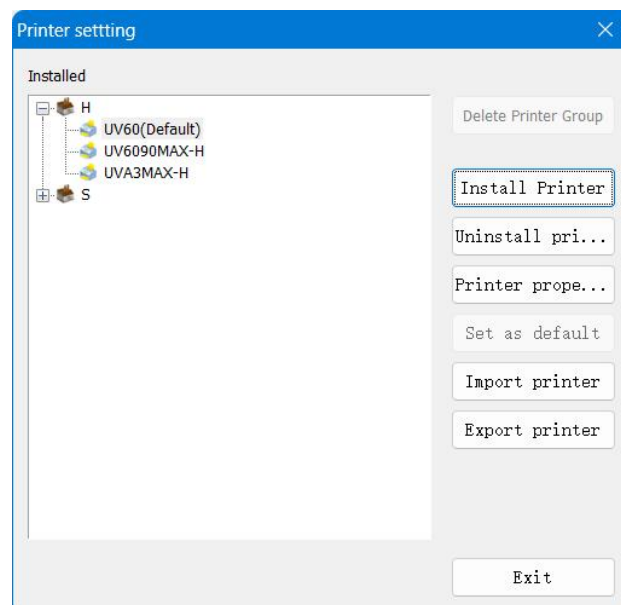 Printer settting
Installed
H
UV60(Default)
UV6090MAX-H
UVA3MAX-H
S
Delete Printer Group
Install Printer
Uninstall pri...
Printer prope...
Set as default
Import printer
Export printer
Exit